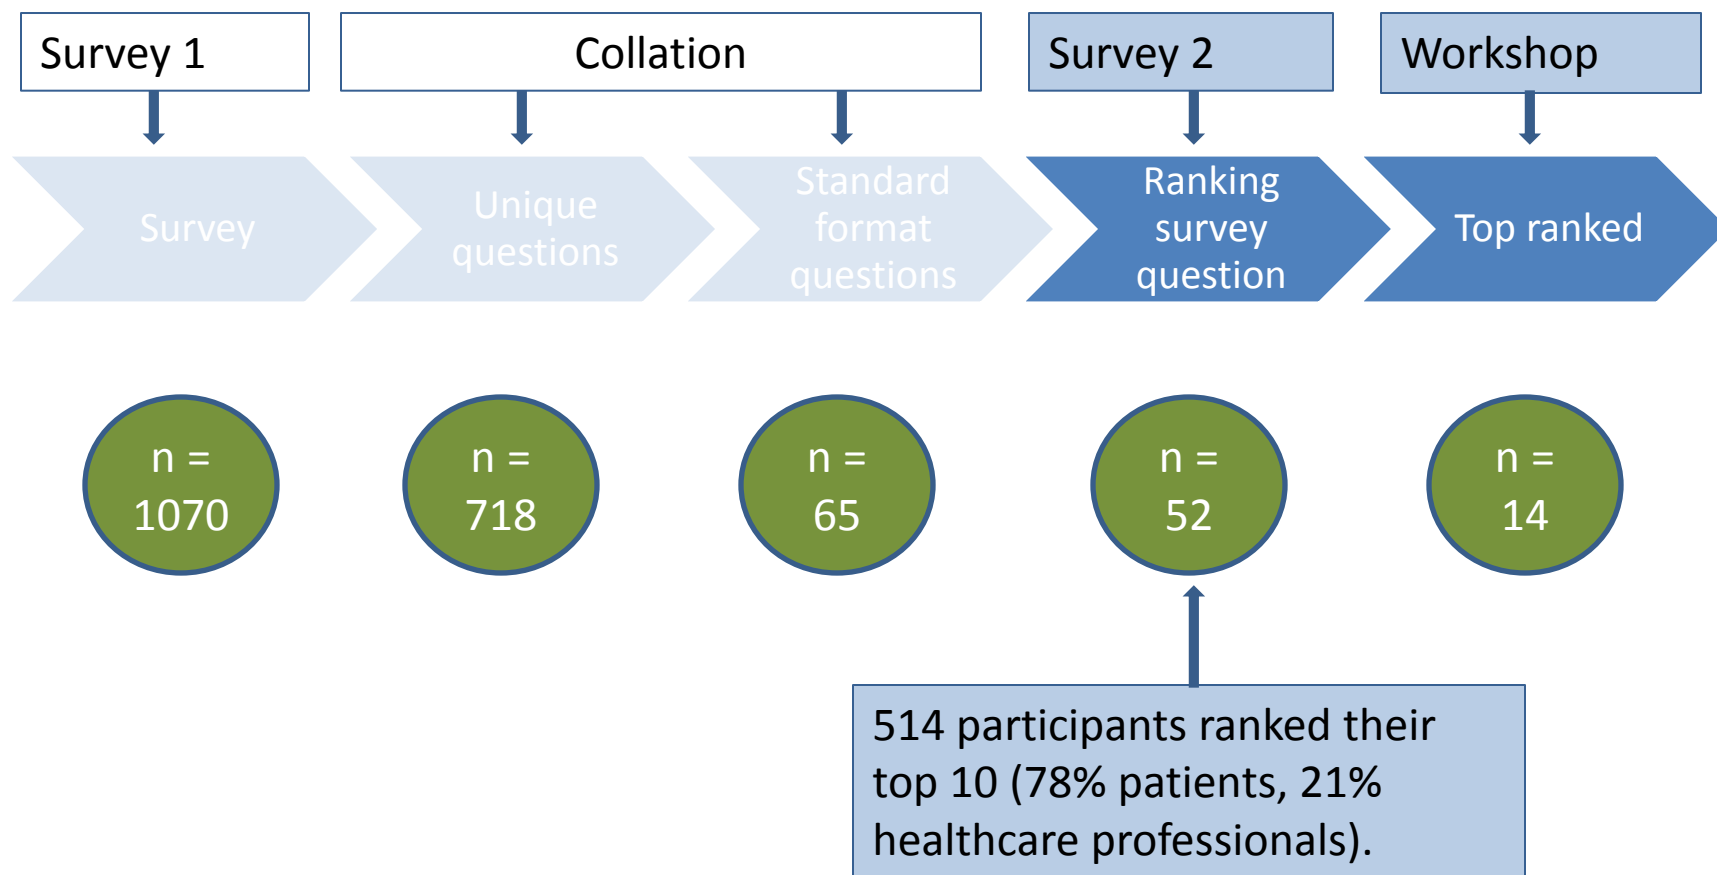 Survey 1
Collation
Survey 2
Workshop
Survey
Unique
questions
Standard
format
questions
Ranking
survey
question
Top ranked
n =
1070
n =
718
n =
65
n =
52
n =
14
514 participants ranked their
top 10 (78% patients, 21%
healthcare professionals).